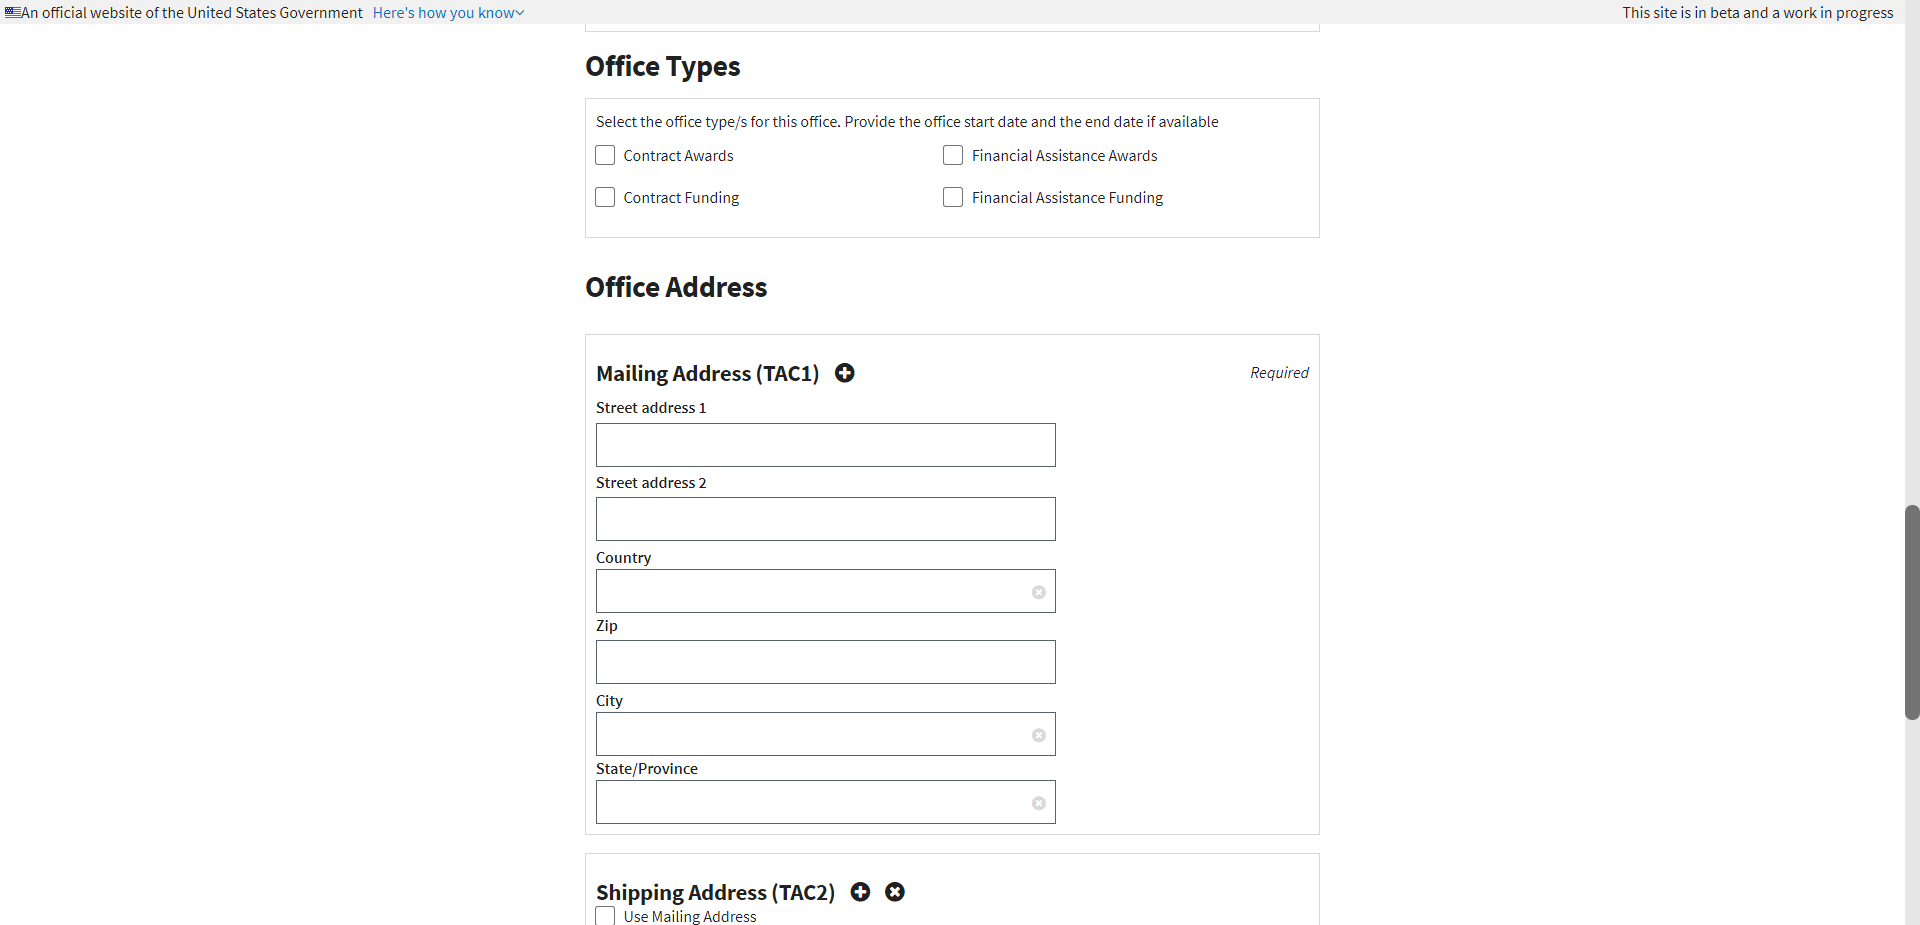 An official website of the United States Government Here's how you know
This site is in beta and a work in progress
Office Types
Select the office type/s for this office. Provide the office start date and the end date if available
Contract Awards
Financial Assistance Awards
Contract Funding
Financial Assistance Funding
Office Address
Mailing Address (TAC1)
Required
Street address 1
Street address 2
Country
Zip
City
State/Province
Shipping Address (TAC2)
Use Mailing Address